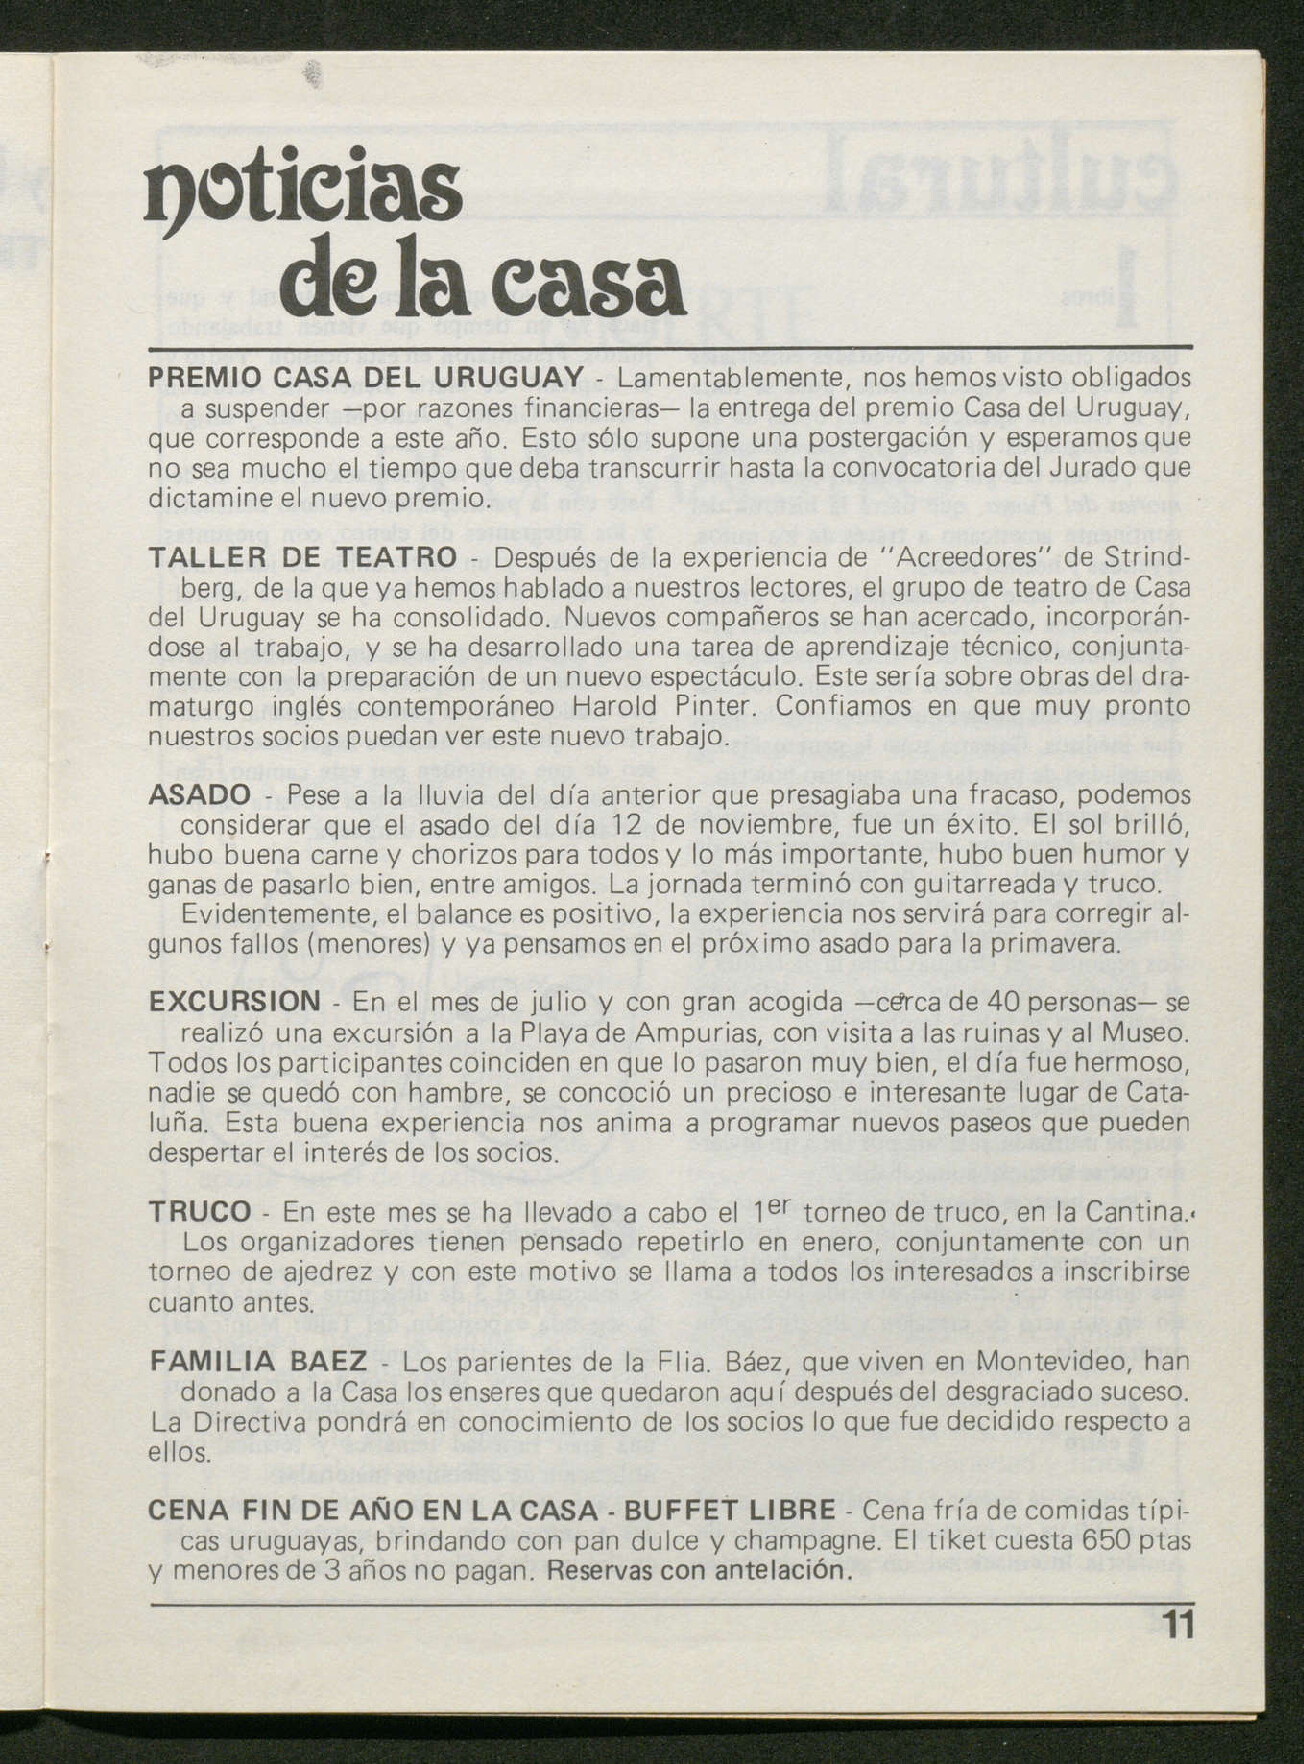 noticias
de la casa
PREMIO CASA DEL URUGUAY - Lamentablemente, nos hemos visto obligados
a suspender —por razones financieras— la entrega del premio Casa del Uruguay,
que corresponde a este año. Esto sólo supone una postergación y esperamos que
no sea mucho el tiempo que deba transcurrir hasta la convocatoria del Jurado que
dictamine el nuevo premio.
TALLER DE TEATRO - Después de la experiencia de "Acreedores" de Strind-
berg, de la que ya hemos hablado a nuestros lectores, el grupo de teatro de Casa
del Uruguay se ha consolidado. Nuevos compañeros se han acercado, incorporán-
dose al trabajo, y se ha desarrollado una tarea de aprendizaje técnico, conjunta-
mente con la preparación de un nuevo espectáculo. Este sería sobre obras del dra-
maturgo inglés contemporáneo Harold Pinter. Confiamos en que muy pronto
nuestros socios puedan ver este nuevo trabajo.
ASADO - Pese a la lluvia del día anterior que presagiaba una fracaso, podemos
considerar que el asado del día 12 de noviembre, fue un éxito. El sol brilló,
hubo buena carne y chorizos para todos y lo más importante, hubo buen humor y
ganas de pasarlo bien, entre amigos. La jornada terminó con guitarreada y truco.
Evidentemente, el balance es positivo, la experiencia nos servirá para corregir al-
gunos fallos (menores) y ya pensamos en el próximo asado para la primavera.
EXCURSION - En el mes de julio y con gran acogida —cerca de 40 personas— se
realizó una excursión a la Playa de Ampurias, con visita a las ruinas y al Museo.
Todos los participantes coinciden en que lo pasaron muy bien, el día fue hermoso,
nadie se quedó con hambre, se concoció un precioso e interesante lugar de Cata-
luña. Esta buena experiencia nos anima a programar nuevos paseos que pueden
despertar el interés de los socios.
TRUCO - En este mes se ha llevado a cabo el 1er torneo de truco, en la Cantina.
Los organizadores tienen pensado repetirlo en enero, conjuntamente con un
torneo de ajedrez y con este motivo se llama a todos los interesados a inscribirse
cuanto antes.
FAMILIA BAEZ - Los parientes de la Flia. Báez, que viven en Montevideo, han
donado a la Casa los enseres que quedaron aquí después del desgraciado suceso.
La Directiva pondrá en conocimiento de los socios lo que fue decidido respecto a
ellos.
CENA FIN DE AÑO EN LA CASA - BUFFET LIBRE - Cena fría de comidas típi-
cas uruguayas, brindando con pan dulce y champagne. El tiket cuesta 650 ptas
y menores de 3 años no pagan. Reservas con antelación.
11